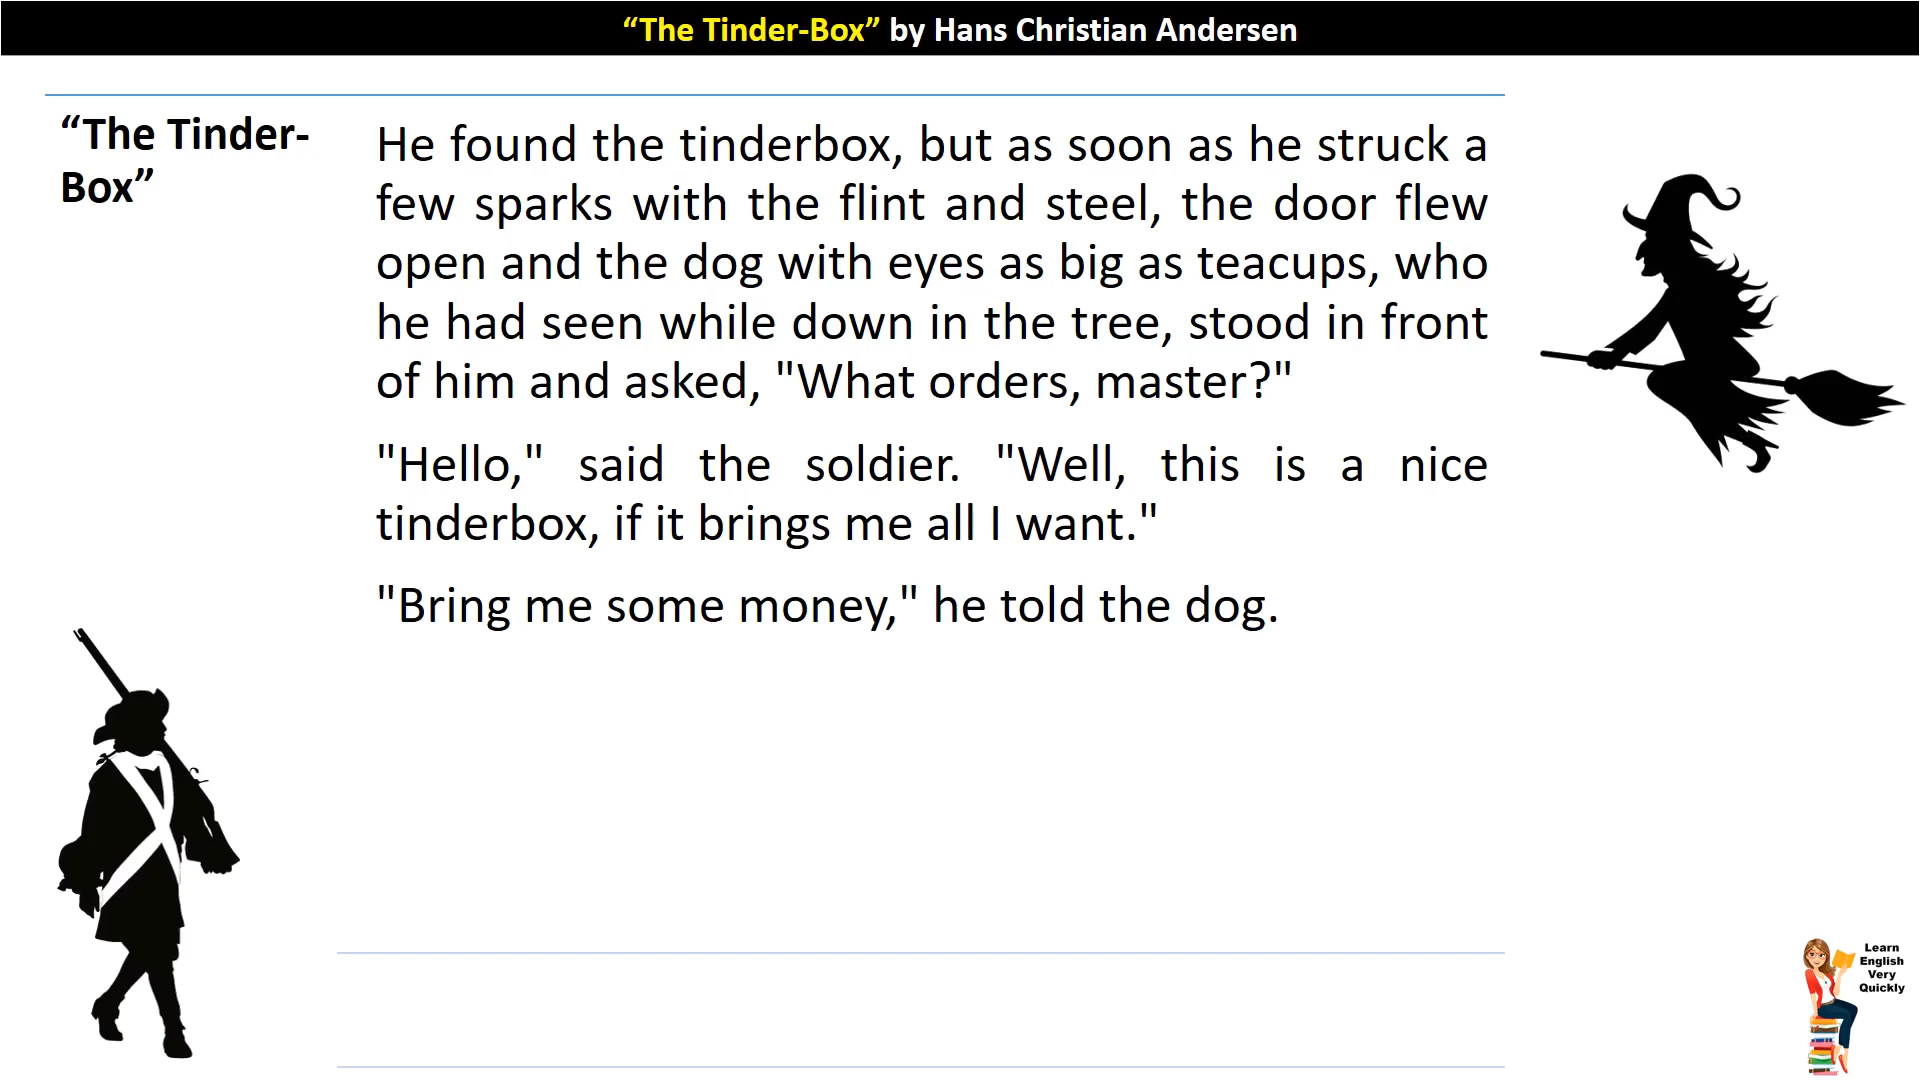 “The Tinder-Box” by Hans Christian Andersen
“The Tinder-
Box”
He found the tinderbox, but as soon as he struck a
few sparks with the flint and steel, the door flew
open and the dog with eyes as big as teacups, who
he had seen while down in the tree, stood in front
of him and asked, "What orders, master?"
"Hello," said the soldier. "Well, this is a nice
tinderbox, if it brings me all I want."
"Bring me some money," he told the dog.
Learn
English
Very
Quickly